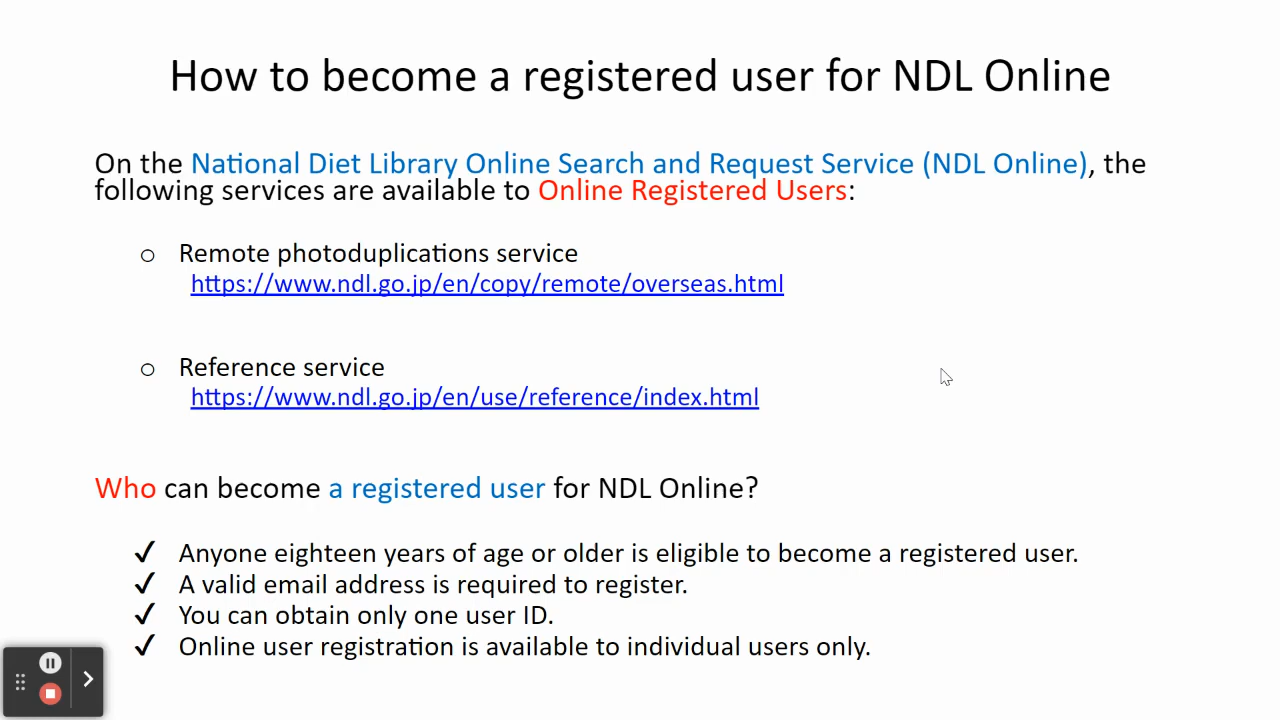 How to become a registered user for NDL Online
On the National Diet Library Online Search and Request Service (NDL Online), the
following services are available to Online Registered Users:
o Remote photoduplications service
https://www.ndl.go.jp/en/copy/remote/overseas.html
o Reference service
https://www.ndl.go.jp/en/use/reference/index.html
Who can become a registered user for NDL Online?
✓ Anyone eighteen years of age or older is eligible to become a registered user.
✓ A valid email address is required to register.
✓ You can obtain only one user ID.
✓ Online user registration is available to individual users only.